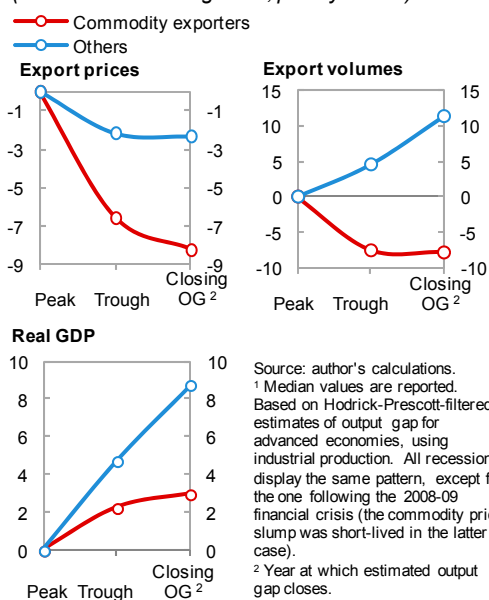 Commodity exporters
Others
Export prices
-1
-3
-5
-7
-9
-1
-3
-5
-7
-9
Peak Trough Closing OG ²
Export volumes
15
10
5
0
-5
-10
15
10
5
0
-5
-10
Peak Trough Closing OG ²
Real GDP
10
8
6
4
2
0
10
8
6
4
2
0
Peak Trough Closing OG ²
Source: author's calculations.
¹ Median values are reported.
Based on Hodrick-Prescott-filtered
estimates of output gap for
advanced economies, using
industrial production. All recession
display the same pattern, except f
the one following the 2008-09
financial crisis (the commodity pri
slump was short-lived in the latter
case).
² Year at which estimated output
gap closes.